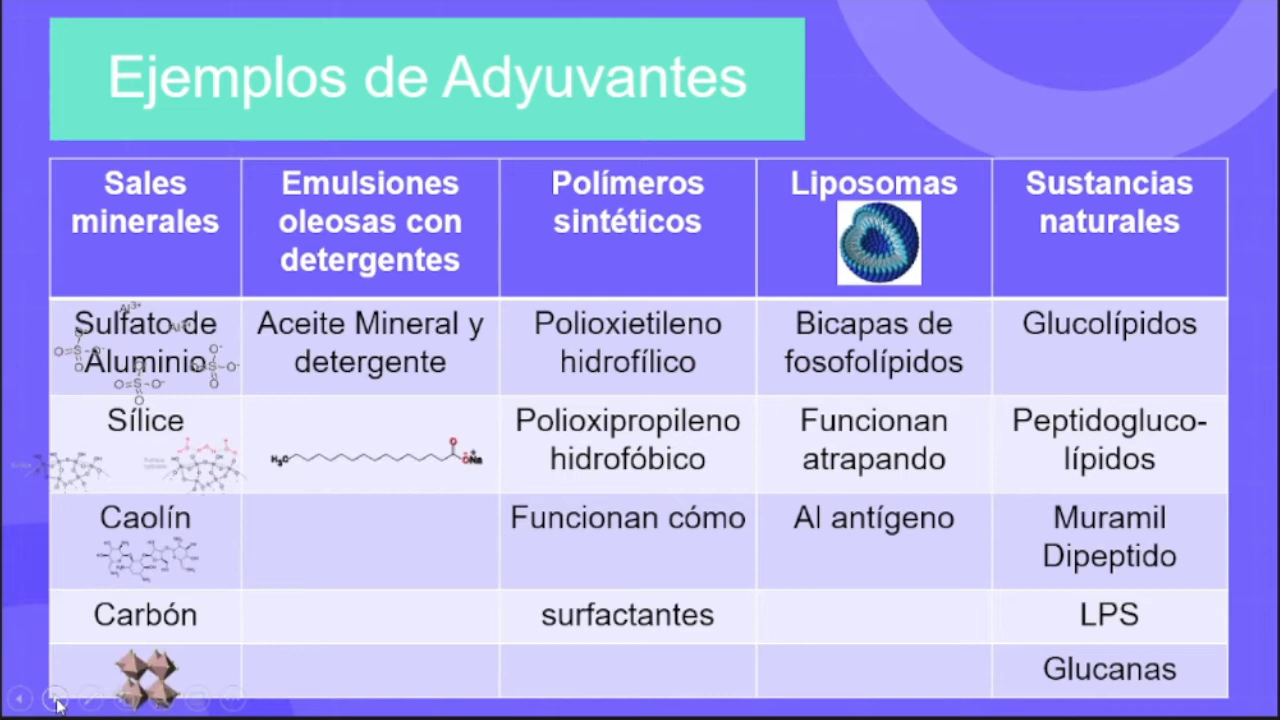 Ejemplos de Adyuvantes
Sales
minerales
Emulsiones
oleosas con
detergentes
Polímeros
sintéticos
Liposomas
Sustancias
naturales
Sulfato de
Aluminio
Aceite Mineral y
detergente
Polioxietileno
hidrofílico
Bicapas de
fosofolípidos
Glucolípidos
Sílice
Polioxipropileno
hidrofóbico
Funcionan
atrapando
Peptidogluco-
lípidos
Caolín
Funcionan cómo
Al antígeno
Muramil
Dipeptido
Carbón
surfactantes
LPS
Glucanas